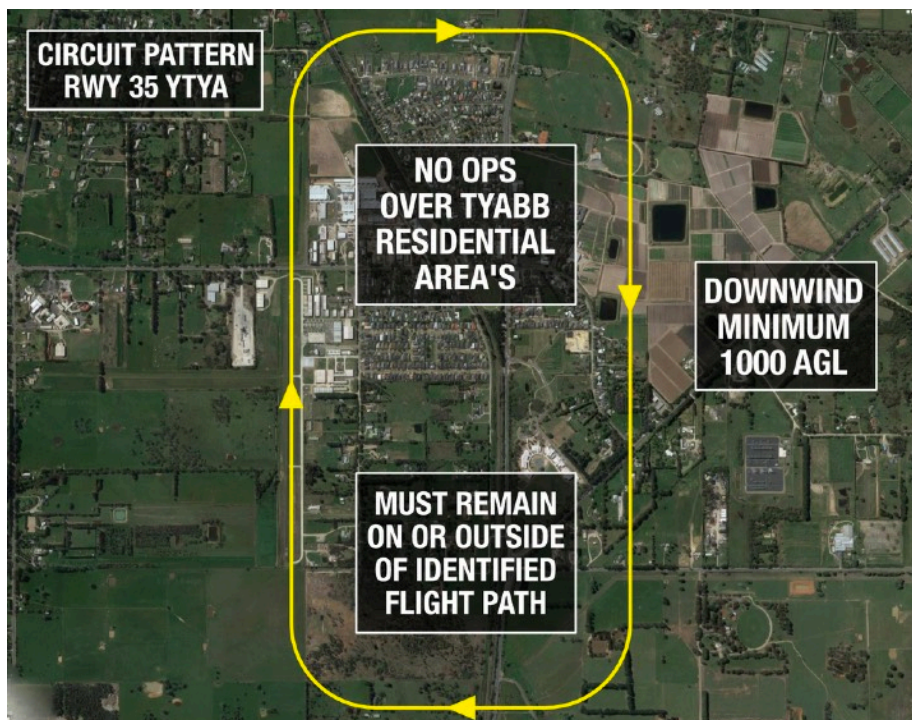 CIRCUIT PATTERN
RWY 35 YTYA
NO OPS
OVER TYABB
RESIDENTIAL
AREA'S
DOWNWIND
MINIMUM
1000 AGL
MUST REMAIN
ON OR OUTSIDE
OF IDENTIFIED
FLIGHT PATH